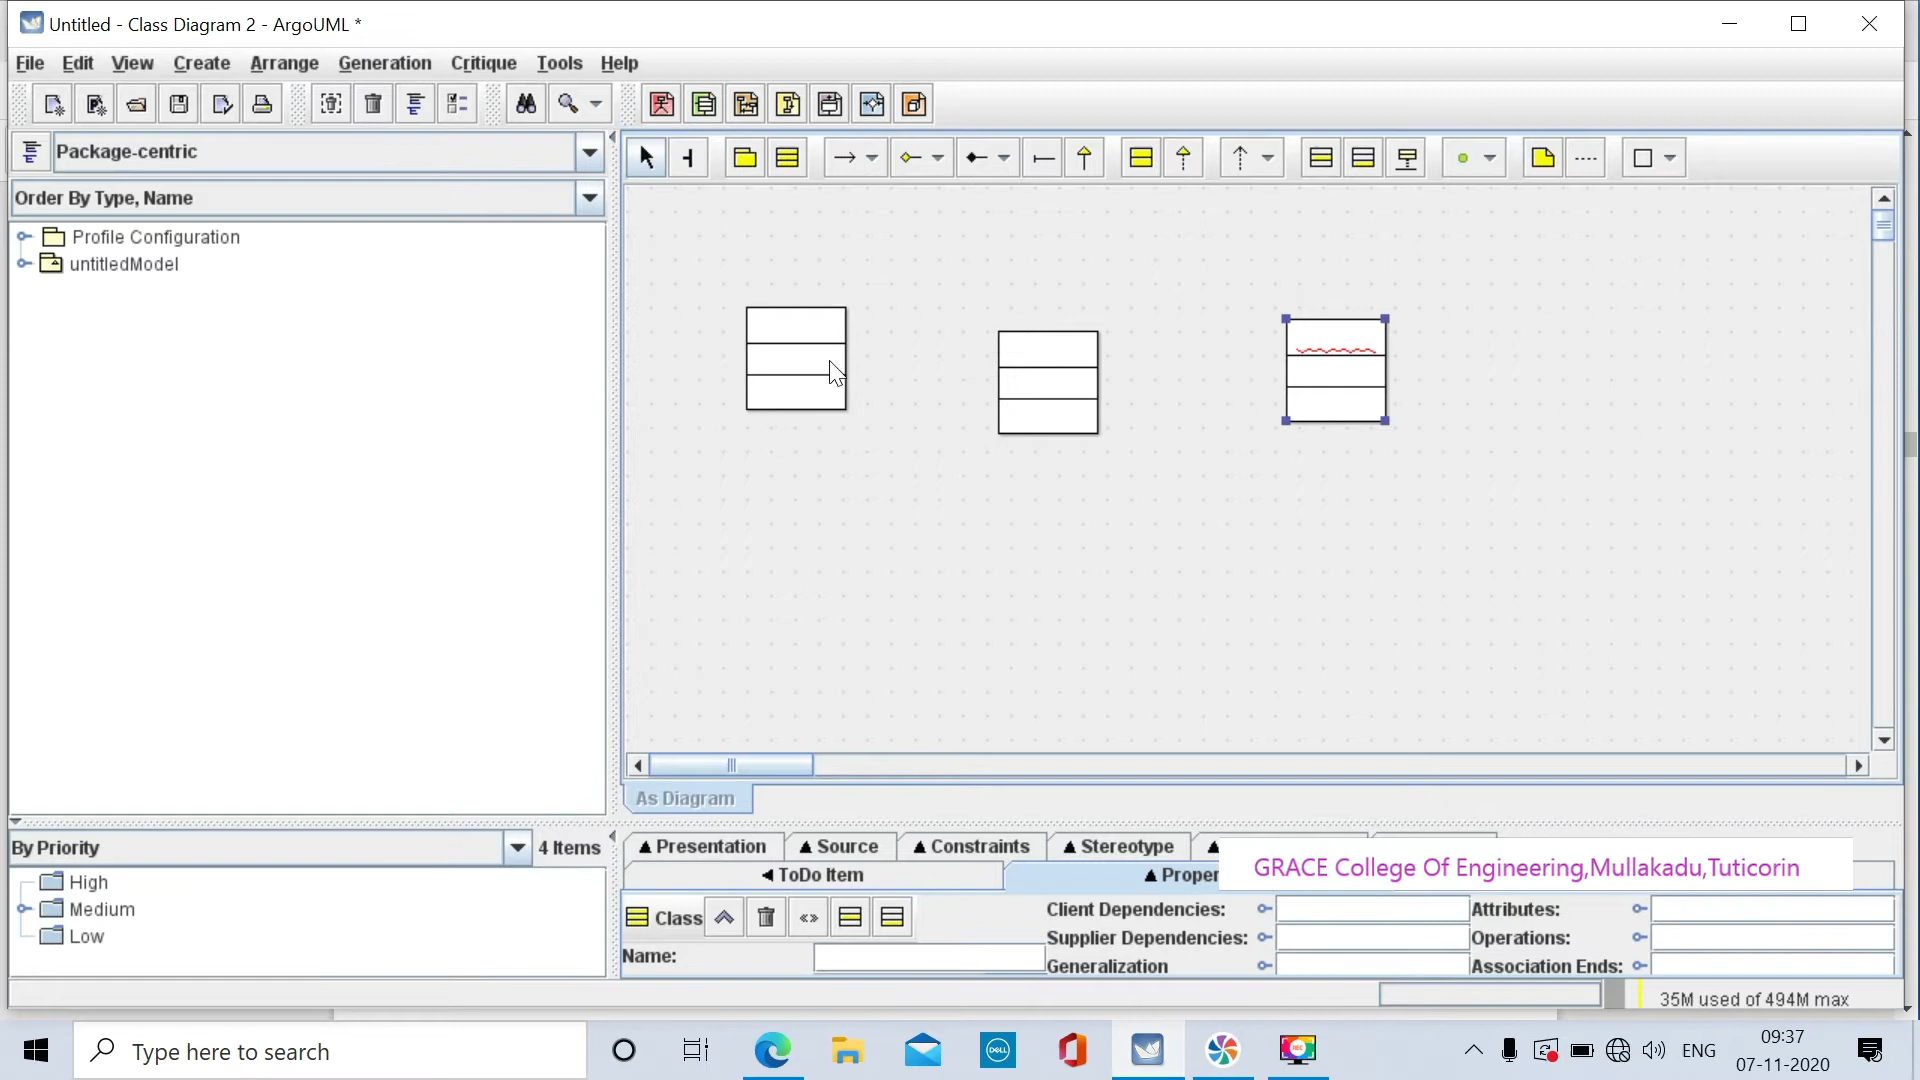 Untitled - Class Diagram 2 - ArgoUML *
File Edit View Create Arrange Generation Critique Tools Help
Package-centric
Order By Type, Name
Profile Configuration
untitledModel
As Diagram
By Priority 4 Items
High
Medium
Low
Presentation Source Constraints Stereotype
ToDo Item
GRACE College Of Engineering,Mullakadu,Tuticorin
Class
Name:
Client Dependencies:
Supplier Dependencies:
Generalization
Attributes:
Operations:
Association Ends:
35M used of 494M max
Type here to search
DELL
REC
ENG
09:37
07-11-2020